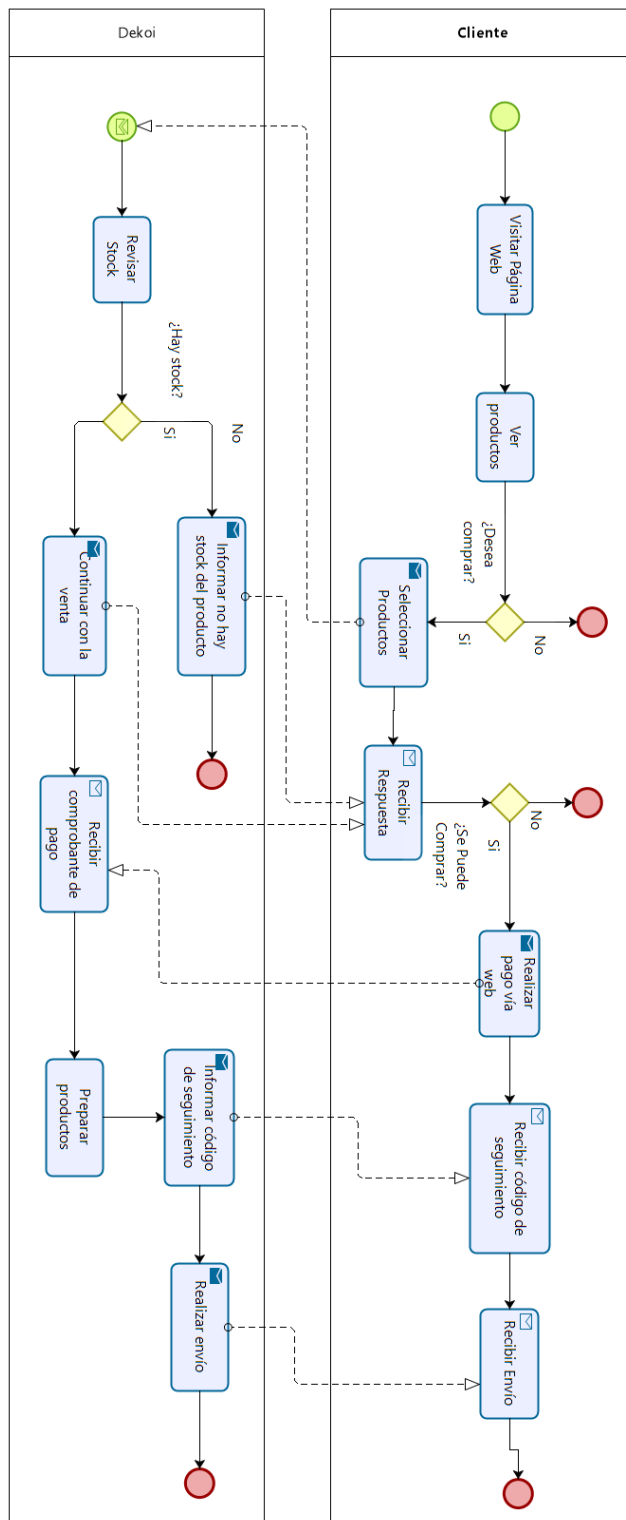 Cliente
Visitar Página
Web
Ver
productos
¿Desea
comprar?
No
Si
Seleccionar
Productos
Recibir
Respuesta
¿Se Puede
Comprar?
No
Si
Realizar
pago vía
web
Recibir código de
seguimiento
Recibir Envío
Dekoi
Revisar
Stock
¿Hay stock?
No
Si
Informar no hay
stock del producto
Continuar con la
venta
Recibir
comprobante de
pago
Preparar
productos
Informar código
de seguimiento
Realizar envío